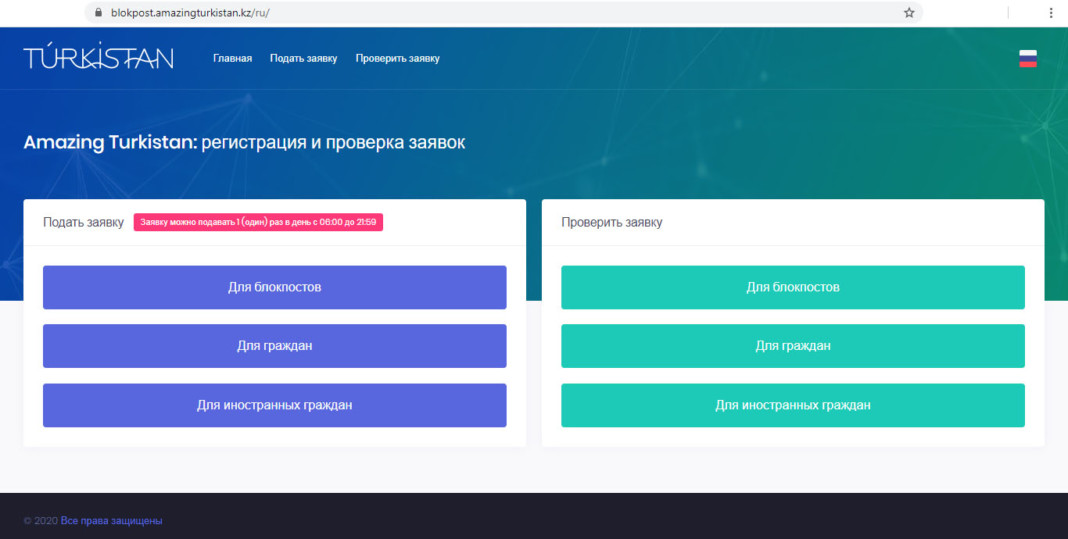 blokpost.amazingturkistan.kz/ru/
TÚRKISTAN
Главная Подать заявку Проверить заявку
Amazing Turkistan: регистрация и проверка заявок
Подать заявку Заявку можно подавать 1 (один) раз в день с 06:00 до 21:59
Проверить заявку
Для блокпостов
Для граждан
Для иностранных граждан
Для блокпостов
Для граждан
Для иностранных граждан
© 2020 Все права защищены